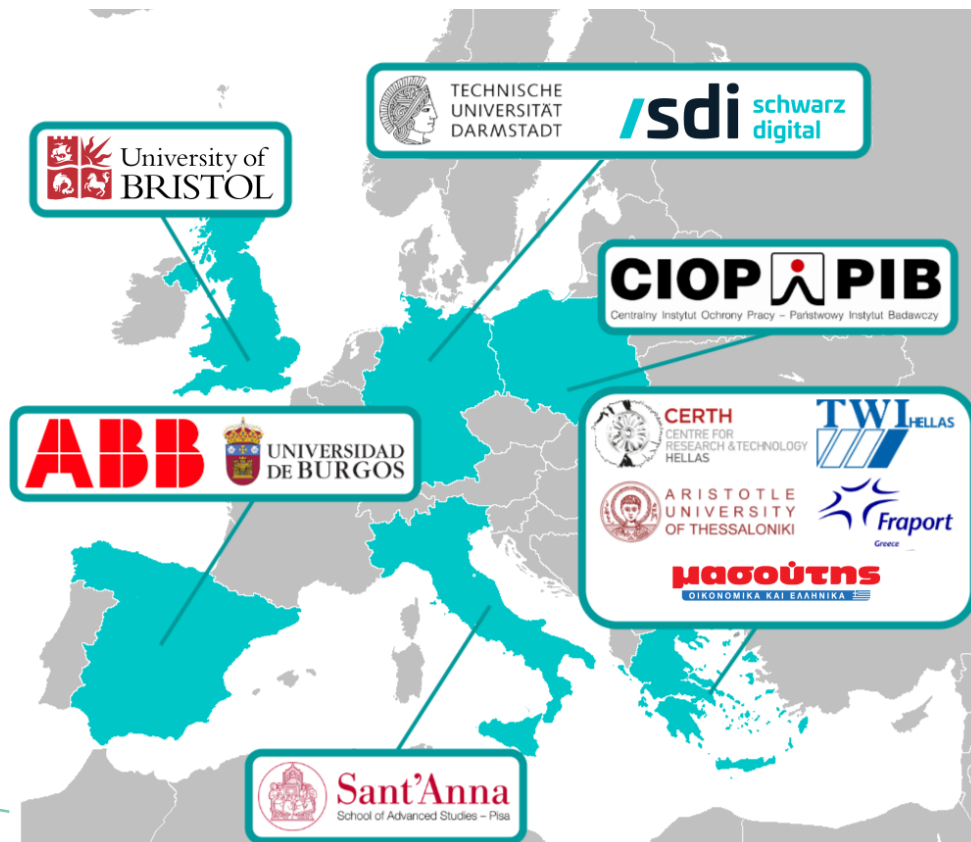 TECHNISCHE
UNIVERSITÄT
DARMSTADT
/sdi schwarz
digital
University of
BRISTOL
CIOP PIB
Centralny Instytut Ochrony Pracy – Państwowy Instytut Badawczy
ABB
UNIVERSIDAD
DE BURGOS
CERTH
CENTRE FOR
RESEARCH & TECHNOLOGY
HELLAS
TWI HELLAS
ARISTOTLE
UNIVERSITY
OF THESSALONIKI
Fraport
Greece
μασούτης
ΟΙΚΟΝΟΜΙΚΑ ΚΑΙ ΕΛΛΗΝΙΚΑ
Sant'Anna
School of Advanced Studies – Pisa